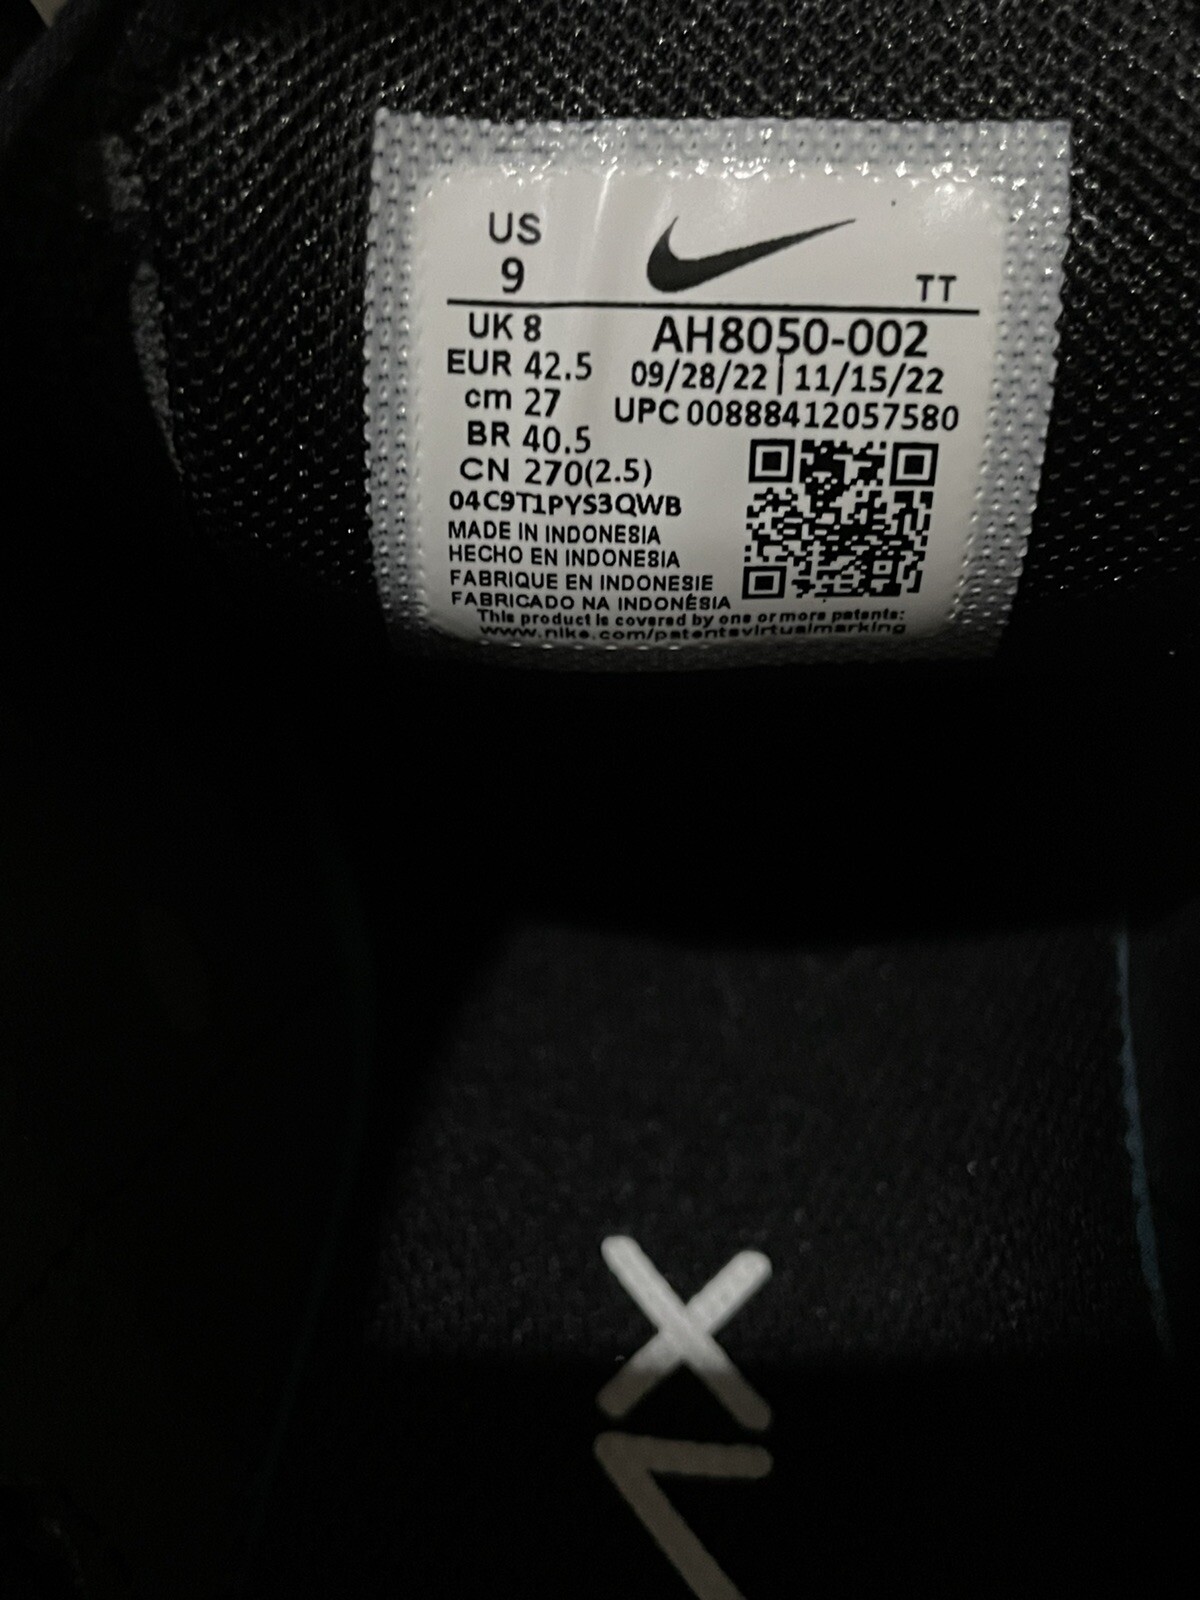 US
9
TT
UK 8
EUR 42.5
cm 27
BR 40.5
CN 270(2.5)
AH8050-002
09/28/22 | 11/15/22
UPC 00888412057580
04C9T1PYS3QWB
MADE IN INDONESIA
HECHO EN INDONESIA
FABRIQUE EN INDONESIE
FABRICADO NA INDONÉSIA
This product is covered by one or more patents:
www.nike.com/patentsvirtualmarking